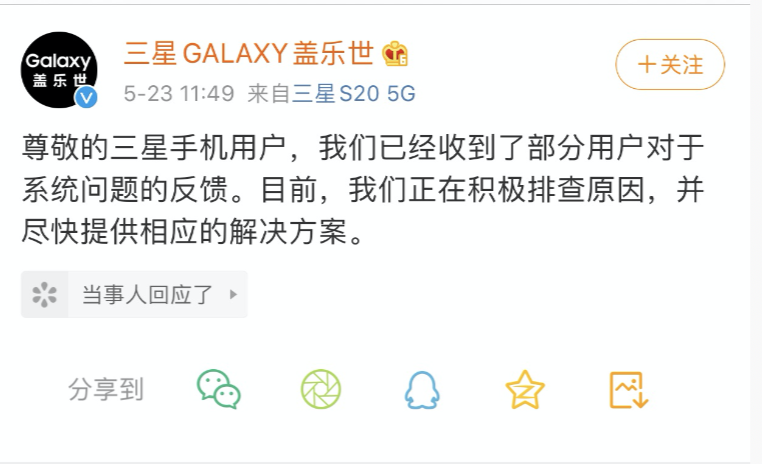 Galaxy
盖乐世
三星GALAXY盖乐世
5-23 11:49 来自三星S20 5G
+关注
尊敬的三星手机用户，我们已经收到了部分用户对于
系统问题的反馈。目前，我们正在积极排查原因，并
尽快提供相应的解决方案。
当事人回应了
分享到